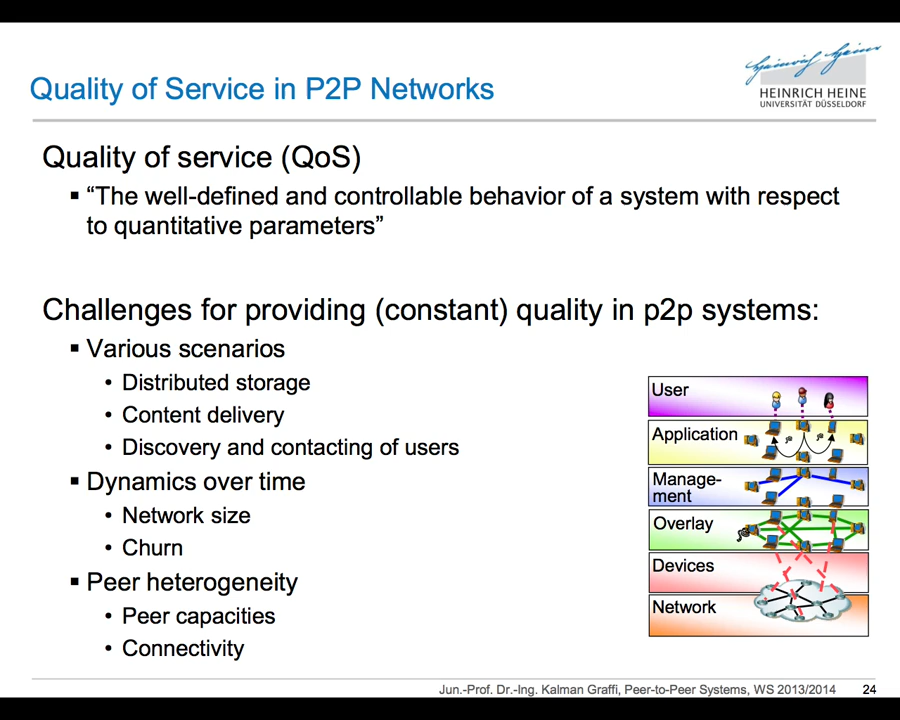 Heinrich Heine
HEINRICH HEINE
UNIVERSITÄT DÜSSELDORF
Quality of Service in P2P Networks
Quality of service (QoS)
▪ “The well-defined and controllable behavior of a system with respect
to quantitative parameters”
Challenges for providing (constant) quality in p2p systems:
▪ Various scenarios
• Distributed storage
• Content delivery
• Discovery and contacting of users
▪ Dynamics over time
• Network size
• Churn
▪ Peer heterogeneity
• Peer capacities
• Connectivity
User
Application
Manage-
ment
Overlay
Devices
Network
Jun.-Prof. Dr.-Ing. Kalman Graffi, Peer-to-Peer Systems, WS 2013/2014 24